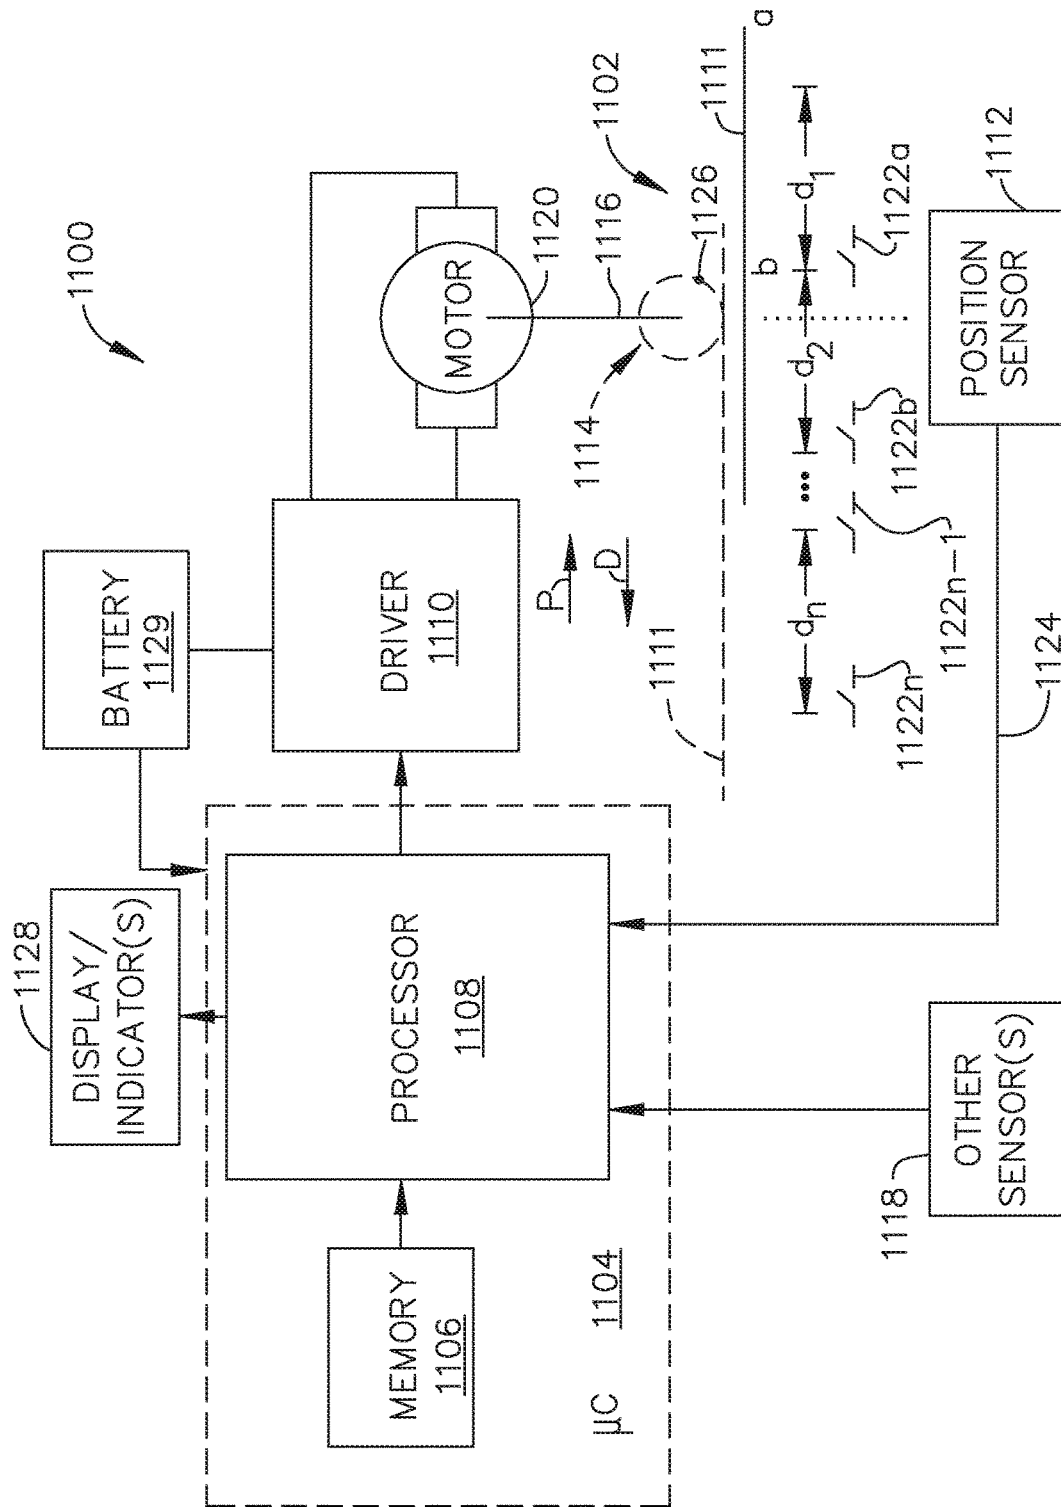 1100
1128
DISPLAY/
INDICATOR(S)
BATTERY
1129
MEMORY
1106
PROCESSOR
1108
DRIVER
1110
MOTOR
1120
1116
1114
1126
1102
µC 1104
P
D
1111
1111
a
b
dn
d2
d1
1122n
1122n-1
1122b
1122a
1118
OTHER
SENSOR(S)
1124
POSITION
SENSOR
1112